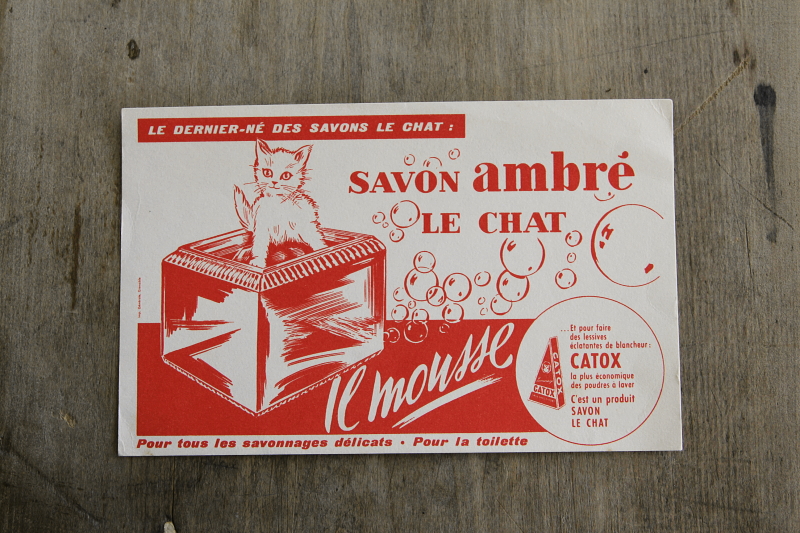 LE DERNIER-NÉ DES SAVONS LE CHAT :
SAVON ambré
LE CHAT
Il mousse
...Et pour faire
des lessives
éclatantes de blancheur :
CATOX
la plus économique
des poudres a laver
C'est un produit
SAVON
LE CHAT
CATOX
CATOX
Pour tous les savonnages délicats • Pour la toilette